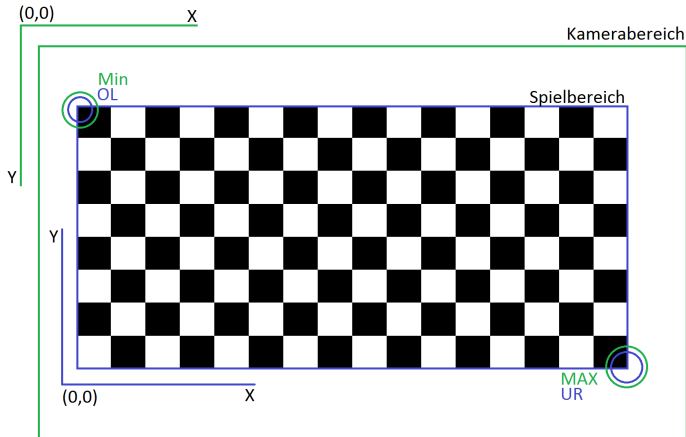 (0,0)
X
Kamerabereich
Min
OL
Spielbereich
Y
Y
(0,0)
X
MAX
UR